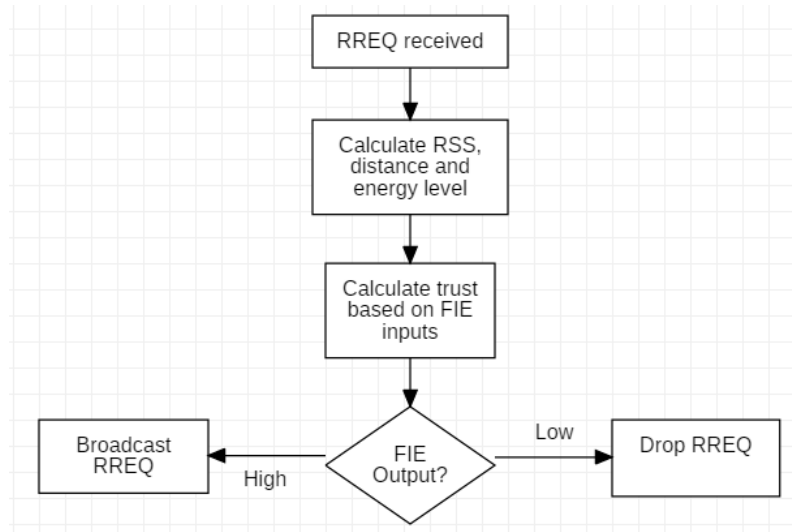 RREQ received
Calculate RSS,
distance and
energy level
Calculate trust
based on FIE
inputs
FIE
Output?
High
Broadcast
RREQ
Low
Drop RREQ